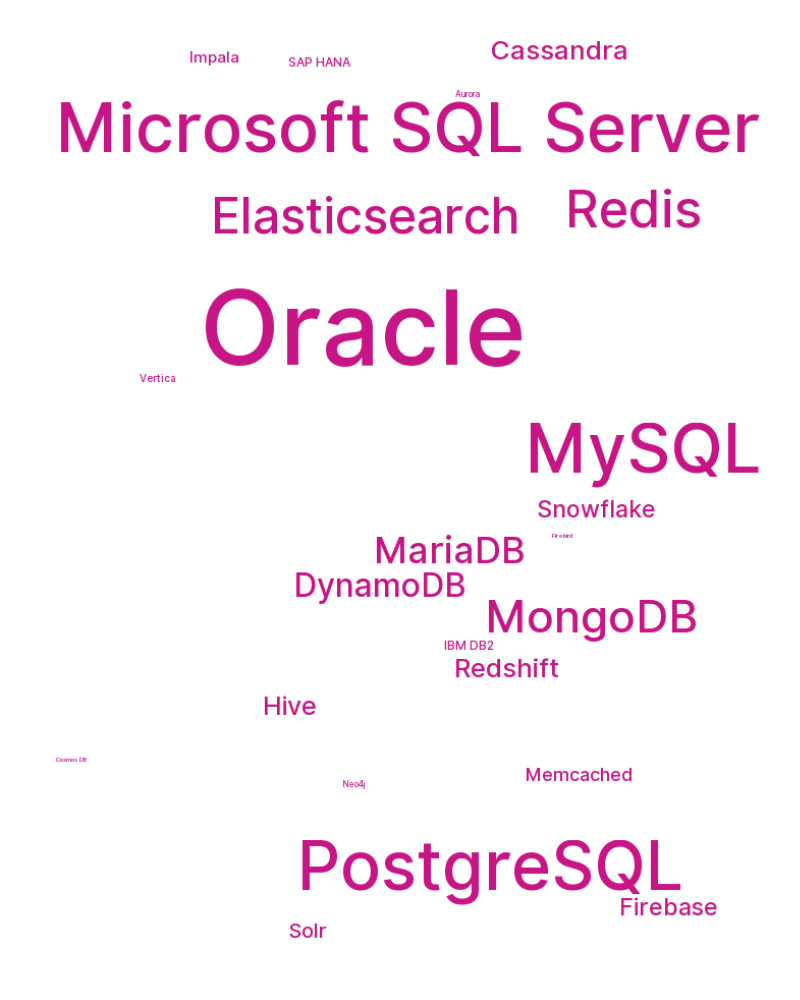 Cassandra
Impala
SAP HANA
Aurora
Microsoft SQL Server
Redis
Elasticsearch
Oracle
Vertica
MySQL
Snowflake
Firebird
MariaDB
DynamoDB
MongoDB
IBM DB2
Redshift
Hive
Cosmos DB
Memcached
Neo4j
PostgreSQL
Firebase
Solr